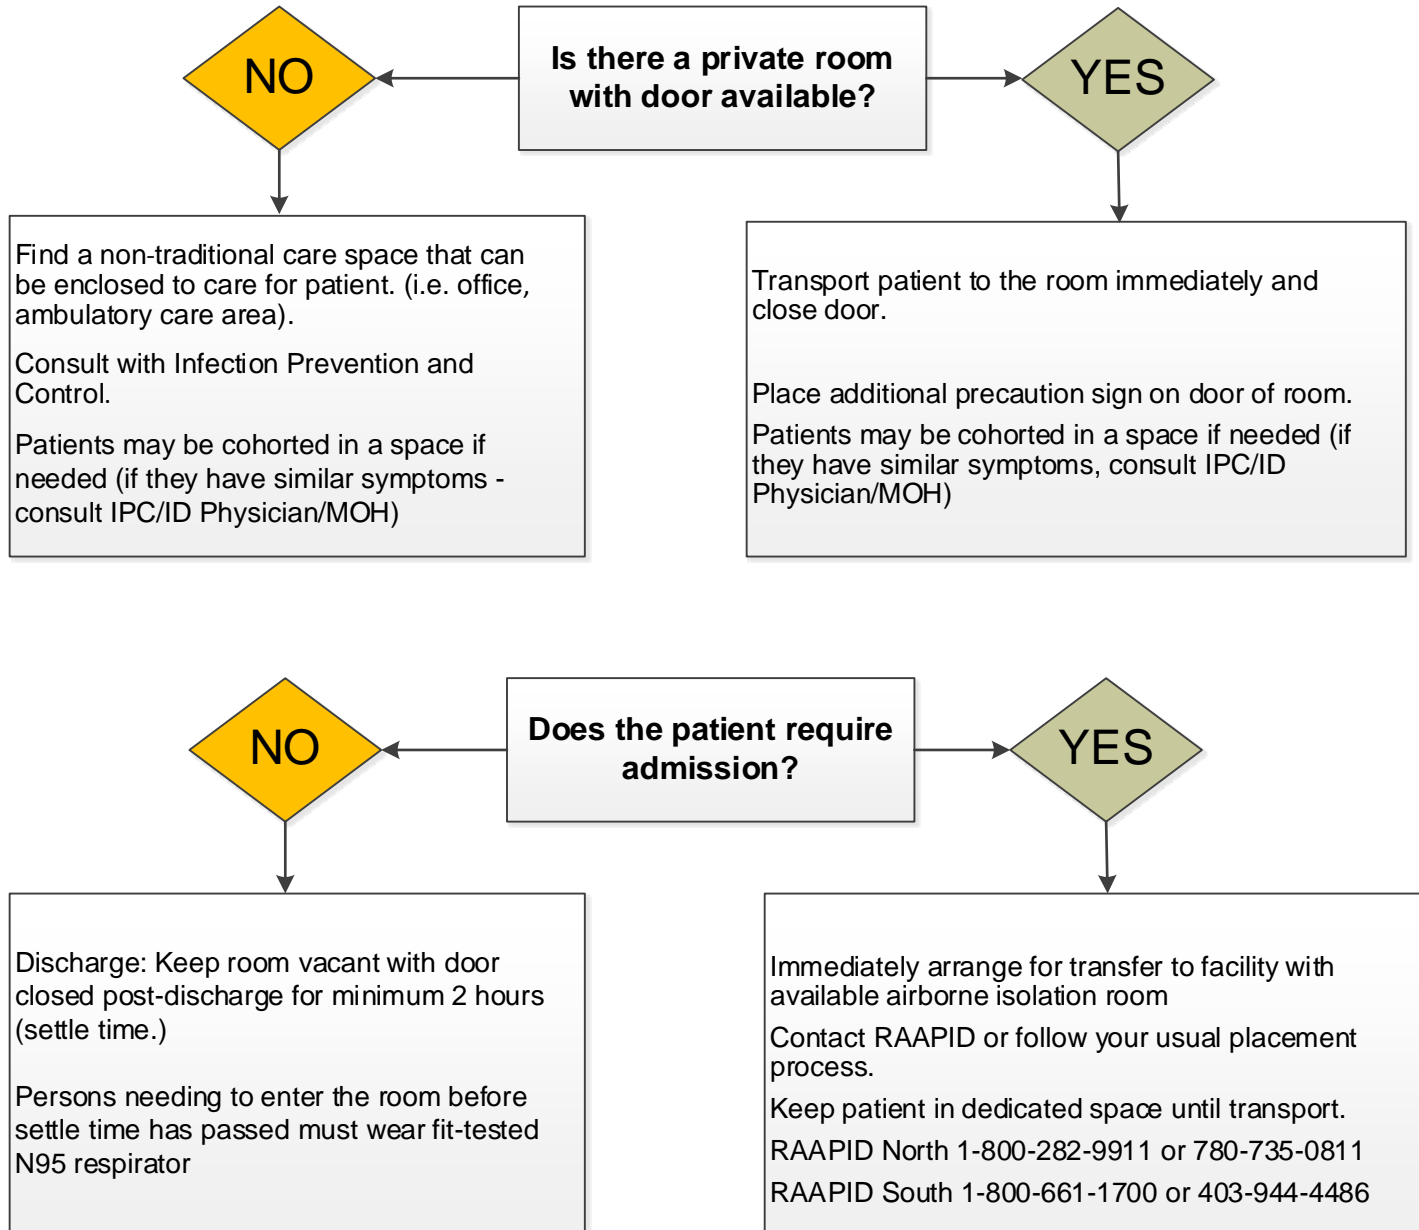 NO
Is there a private room
with door available?
YES
Find a non-traditional care space that can
be enclosed to care for patient. (i.e. office,
ambulatory care area).
Consult with Infection Prevention and
Control.
Patients may be cohorted in a space if
needed (if they have similar symptoms -
consult IPC/ID Physician/MOH)
Transport patient to the room immediately and
close door.
Place additional precaution sign on door of room.
Patients may be cohorted in a space if needed (if
they have similar symptoms, consult IPC/ID
Physician/MOH)
NO
Does the patient require
admission?
YES
Discharge: Keep room vacant with door
closed post-discharge for minimum 2 hours
(settle time.)
Persons needing to enter the room before
settle time has passed must wear fit-tested
N95 respirator
Immediately arrange for transfer to facility with
available airborne isolation room
Contact RAAPID or follow your usual placement
process.
Keep patient in dedicated space until transport.
RAAPID North 1-800-282-9911 or 780-735-0811
RAAPID South 1-800-661-1700 or 403-944-4486